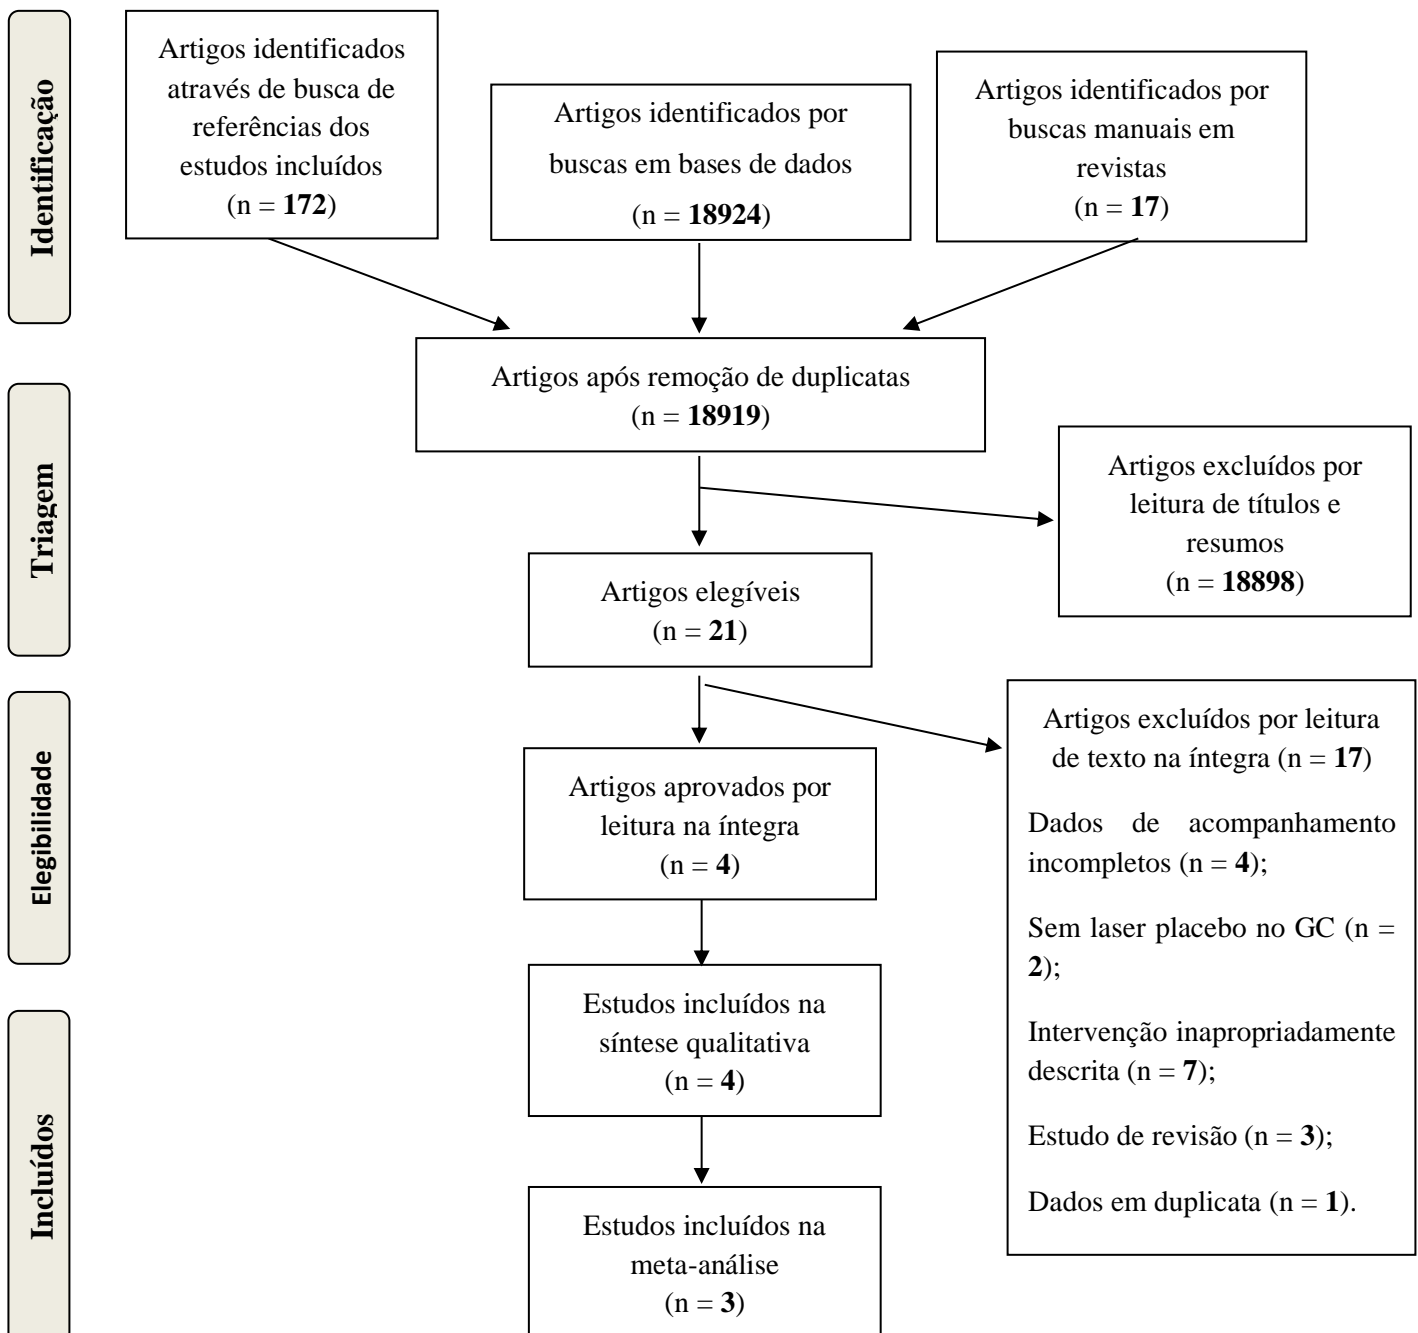 Identificação
Artigos identificados
através de busca de
referências dos
estudos incluídos
(n = 172)
Artigos identificados por
buscas em bases de dados
(n = 18924)
Artigos identificados por
buscas manuais em
revistas
(n = 17)
Artigos após remoção de duplicatas
(n = 18919)
Triagem
Artigos excluídos por
leitura de títulos e
resumos
(n = 18898)
Artigos elegíveis
(n = 21)
Elegibilidade
Artigos excluídos por leitura
de texto na íntegra (n = 17)
Dados de acompanhamento
incompletos (n = 4);
Sem laser placebo no GC (n =
2);
Intervenção inapropriadamente
descrita (n = 7);
Estudo de revisão (n = 3);
Dados em duplicata (n = 1).
Artigos aprovados por
leitura na íntegra
(n = 4)
Incluídos
Estudos incluídos na
síntese qualitativa
(n = 4)
Estudos incluídos na
meta-análise
(n = 3)